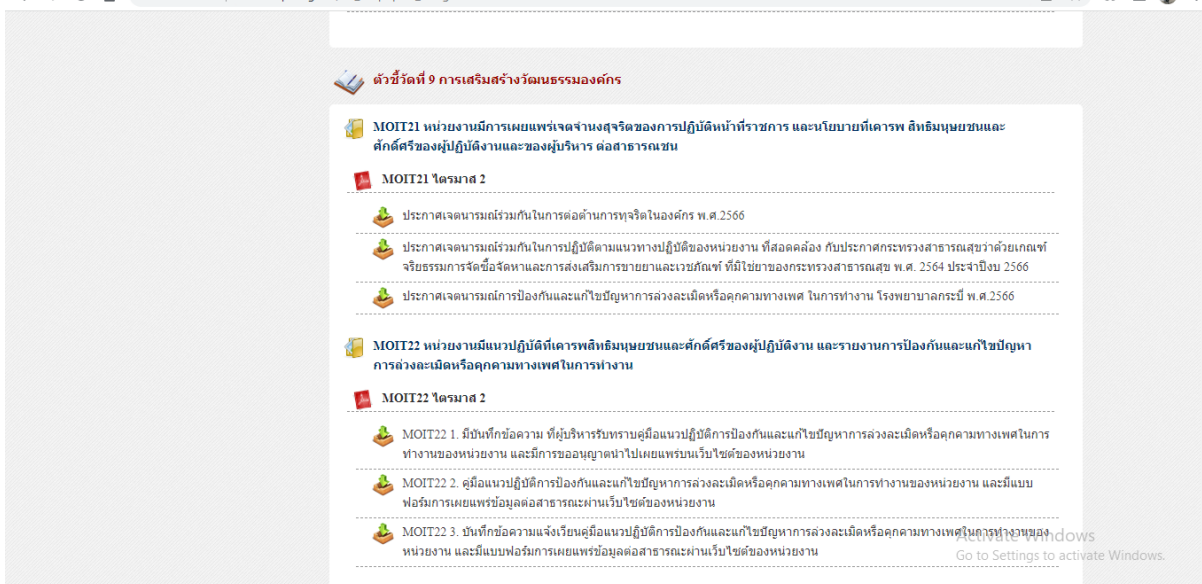 ตัวชี้วัดที่ 9 การเสริมสร้างวัฒนธรรมองค์กร
MOIT21 หน่วยงานมีการเผยแพร่เจตจำนงสุจริตของการปฏิบัติหน้าที่ราชการ และนโยบายที่เคารพ สิทธิมนุษยชนและ
ศักดิ์ศรีของผู้ปฏิบัติงานและของผู้บริหาร ต่อสาธารณชน
MOIT21 ไตรมาส 2
ประกาศเจตนารมณ์ร่วมกันในการต่อต้านการทุจริตในองค์กร พ.ศ.2566
ประกาศเจตนารมณ์ร่วมกันในการปฏิบัติตามแนวทางปฏิบัติของหน่วยงาน ที่สอดคล้อง กับประกาศกระทรวงสาธารณสุขว่าด้วยเกณฑ์
จริยธรรมการจัดซื้อจัดหาและการส่งเสริมการขายยาและเวชภัณฑ์ ที่มิใช่ยาของกระทรวงสาธารณสุข พ.ศ. 2564 ประจำปีงบ 2566
ประกาศเจตนารมณ์การป้องกันและแก้ไขปัญหาการล่วงละเมิดหรือคุกคามทางเพศ ในการทำงาน โรงพยาบาลกระบี่ พ.ศ.2566
MOIT22 หน่วยงานมีแนวปฏิบัติที่เคารพสิทธิมนุษยชนและศักดิ์ศรีของผู้ปฏิบัติงาน และรายงานการป้องกันและแก้ไขปัญหา
การล่วงละเมิดหรือคุกคามทางเพศในการทำงาน
MOIT22 ไตรมาส 2
MOIT22 1. มีบันทึกข้อความ ที่ผู้บริหารรับทราบคู่มือแนวปฏิบัติการป้องกันและแก้ไขปัญหาการล่วงละเมิดหรือคุกคามทางเพศในการ
ทำงานของหน่วยงาน และมีการขออนุญาตนำไปเผยแพร่บนเว็บไซต์ของหน่วยงาน
MOIT22 2. คู่มือแนวปฏิบัติการป้องกันและแก้ไขปัญหาการล่วงละเมิดหรือคุกคามทางเพศในการทำงานของหน่วยงาน และมีแบบ
ฟอร์มการเผยแพร่ข้อมูลต่อสาธารณะผ่านเว็บไซต์ของหน่วยงาน
MOIT22 3. บันทึกข้อความแจ้งเวียนคู่มือแนวปฏิบัติการป้องกันและแก้ไขปัญหาการล่วงละเมิดหรือคุกคามทางเพศในการทำงานของ
หน่วยงาน และมีแบบฟอร์มการเผยแพร่ข้อมูลต่อสาธารณะผ่านเว็บไซต์ของหน่วยงาน
Activate Windows
Go to Settings to activate Windows.